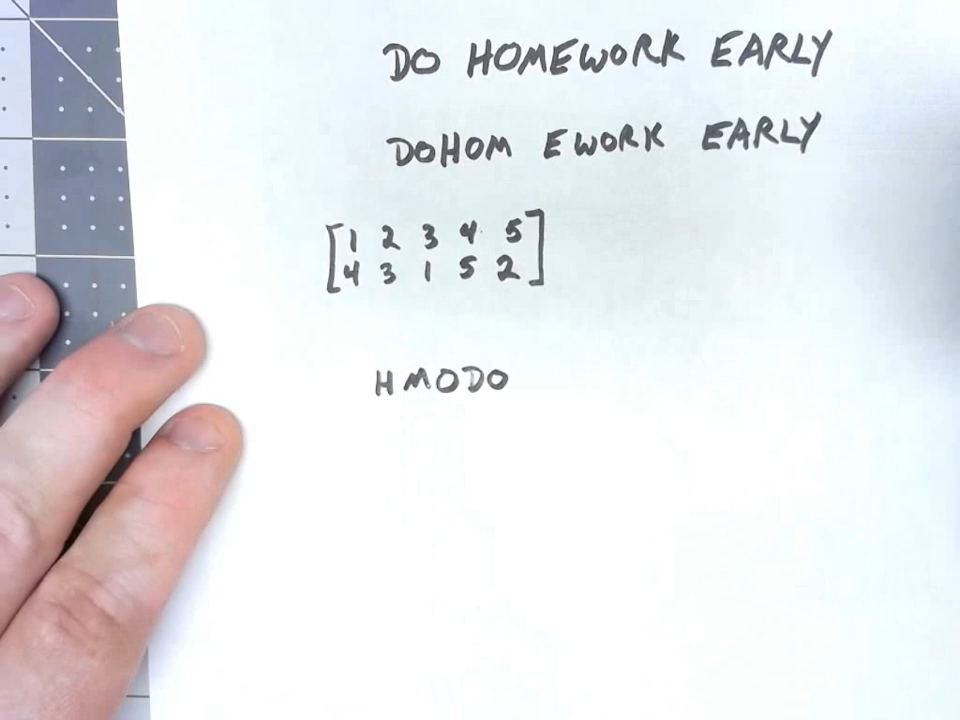 DO HOMEWORK EARLY
DOHOM EWORK EARLY
[1 2 3 4 5
4 3 1 5 2]
HMODO